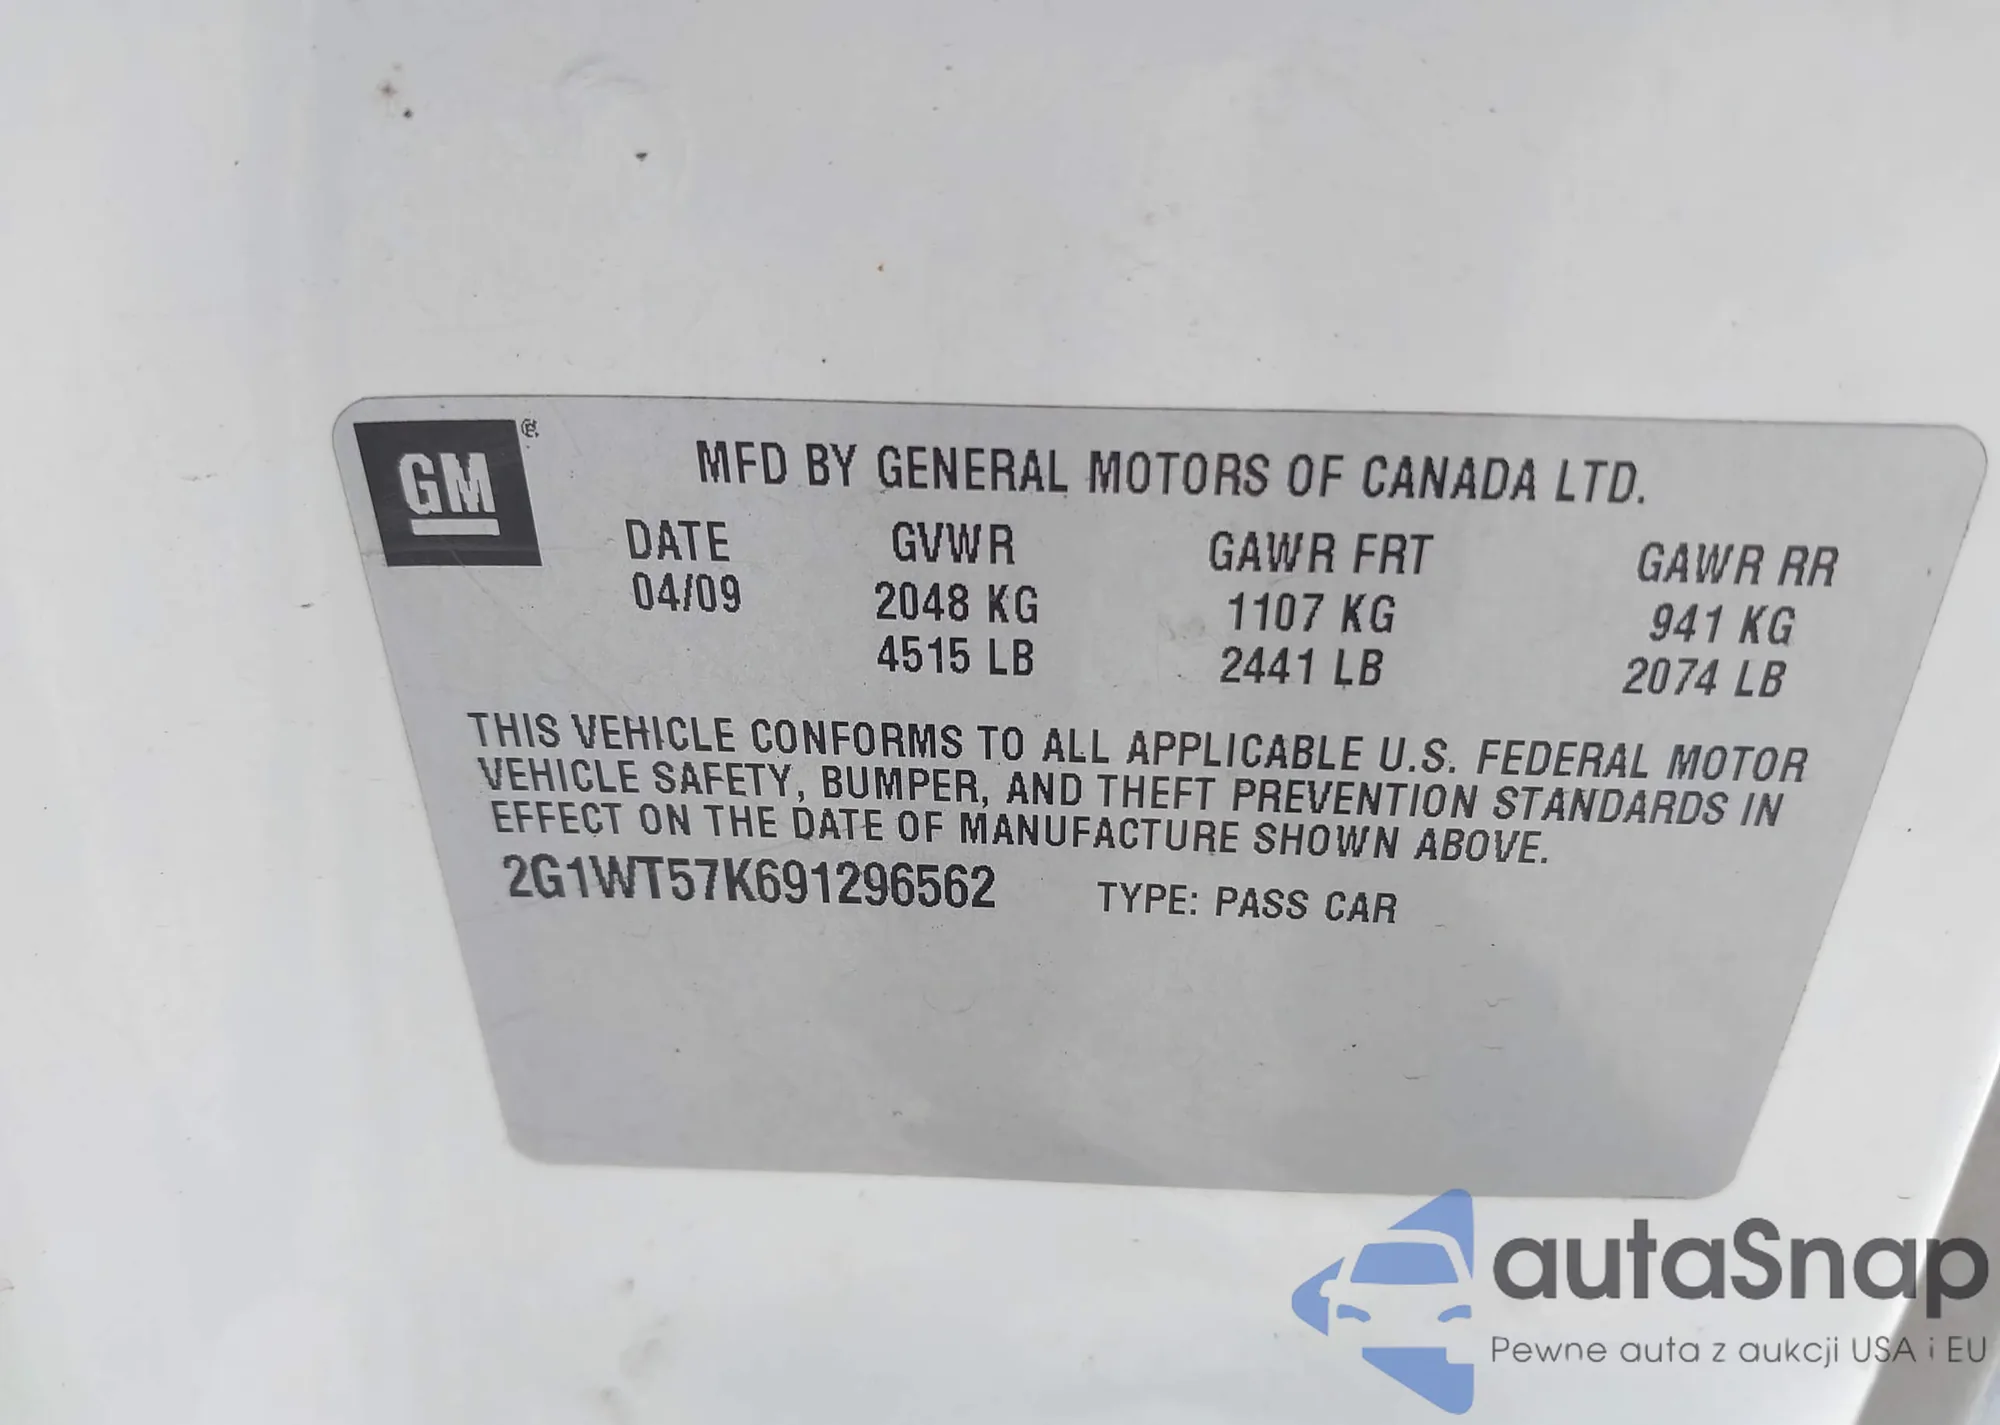 GM
MFD BY GENERAL MOTORS OF CANADA LTD.
DATE GVWR GAWR FRT GAWR RR
04/09 2048 KG 1107 KG 941 KG
4515 LB 2441 LB 2074 LB
THIS VEHICLE CONFORMS TO ALL APPLICABLE U.S. FEDERAL MOTOR
VEHICLE SAFETY, BUMPER, AND THEFT PREVENTION STANDARDS IN
EFFECT ON THE DATE OF MANUFACTURE SHOWN ABOVE.
2G1WT57K691296562 TYPE: PASS CAR
autaSnap
Pewne auta z aukcji USA i EU